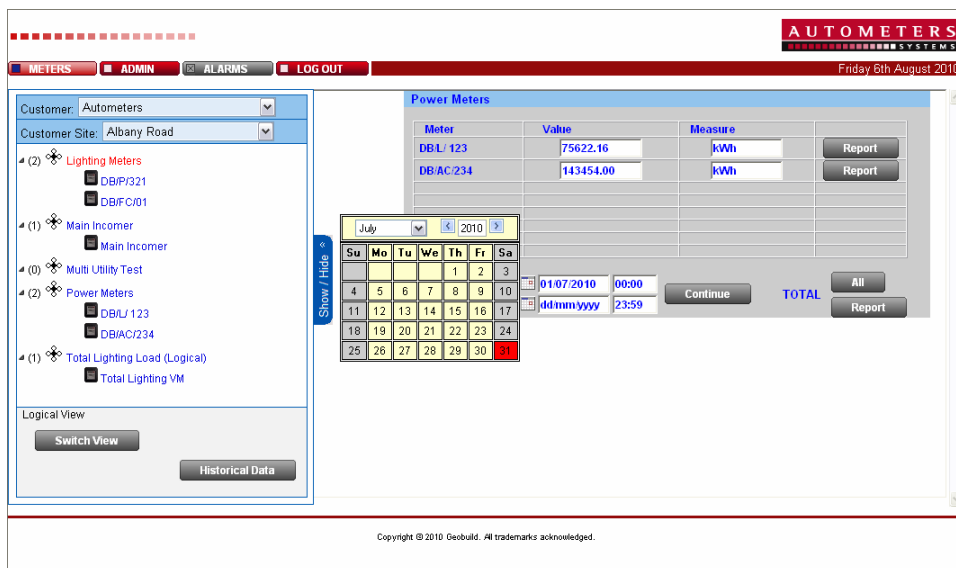 AUTOMETERS
SYSTEMS
METERS ADMIN ALARMS LOG OUT Friday 6th August 2010
Customer: Autometers
Customer Site: Albany Road
(2) Lighting Meters
DB/P/321
DB/FC/01
(1) Main Incomer
Main Incomer
(0) Multi Utility Test
(2) Power Meters
DB/L/ 123
DB/AC/234
(1) Total Lighting Load (Logical)
Total Lighting VM
Logical View
Switch View
Historical Data
Show / Hide «
Power Meters
Meter Value Measure
DB/L/ 123 75622.16 kWh Report
DB/AC/234 143454.00 kWh Report
July < 2010 >
Su Mo Tu We Th Fr Sa
1 2 3
4 5 6 7 8 9 10
11 12 13 14 15 16 17
18 19 20 21 22 23 24
25 26 27 28 29 30 31
01/07/2010 00:00
dd/mm/yyyy 23:59
Continue
TOTAL
All
Report
Copyright @ 2010 Geobuild. All trademarks acknowledged.